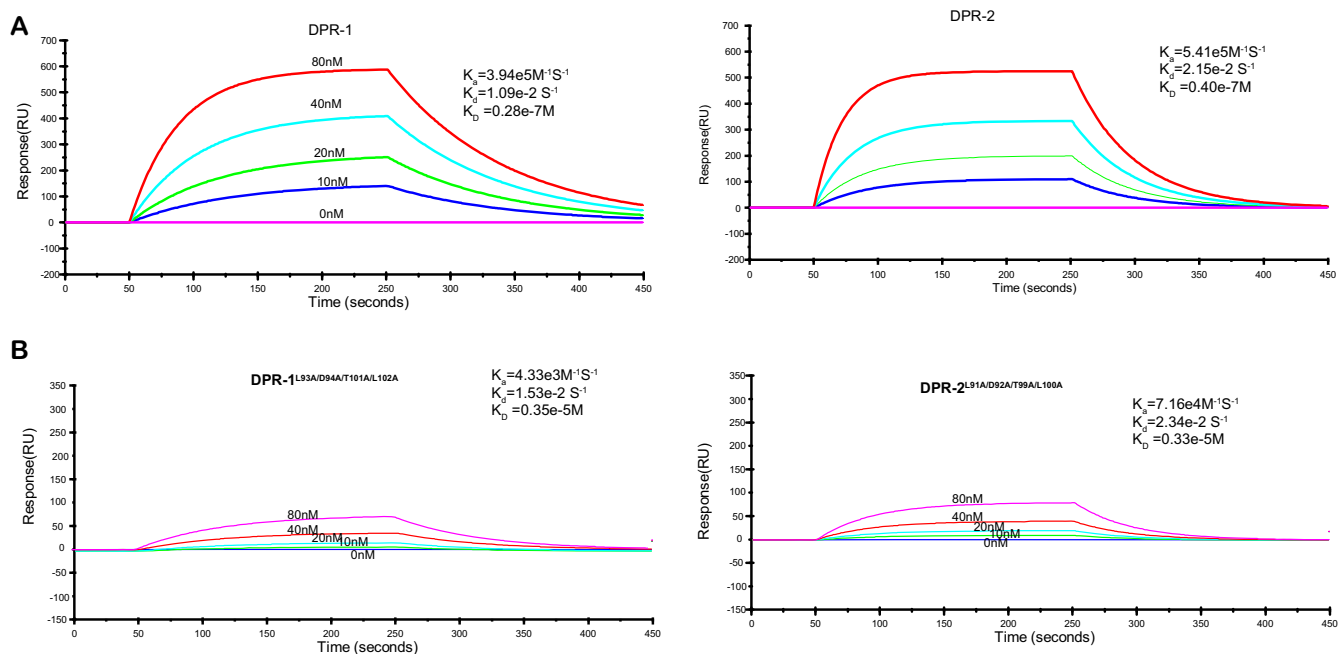 A
DPR-1
700
600
500
400
300
200
100
0
-100
-200
Response(RU)
80nM
40nM
20nM
10nM
0nM
Kₐ=3.94e5M⁻¹S⁻¹
K_d=1.09e-2 S⁻¹
K_D =0.28e-7M
0 50 100 150 200 250 300 350 400 450
Time (seconds)
DPR-2
700
600
500
400
300
200
100
0
-100
-200
Response(RU)
Kₐ=5.41e5M⁻¹S⁻¹
K_d=2.15e-2 S⁻¹
K_D =0.40e-7M
0 50 100 150 200 250 300 350 400 450
Time (seconds)
B
DPR-1ᴸ⁹³ᴬ/ᴰ⁹⁴ᴬ/ᵀ¹⁰¹ᴬ/ᴸ¹⁰²ᴬ
350
300
250
200
150
100
50
0
-50
-100
-150
Response(RU)
80nM
40nM
20nM 10nM
0nM
Kₐ=4.33e3M⁻¹S⁻¹
K_d=1.53e-2 S⁻¹
K_D =0.35e-5M
0 50 100 150 200 250 300 350 400 450
Time (seconds)
DPR-2ᴸ⁹¹ᴬ/ᴰ⁹²ᴬ/ᵀ⁹⁹ᴬ/ᴸ¹⁰⁰ᴬ
350
300
250
200
150
100
50
0
-50
-100
-150
Response(RU)
80nM
40nM
20nM
10nM
0nM
Kₐ=7.16e4M⁻¹S⁻¹
K_d=2.34e-2 S⁻¹
K_D =0.33e-5M
0 50 100 150 200 250 300 350 400 450
Time (seconds)